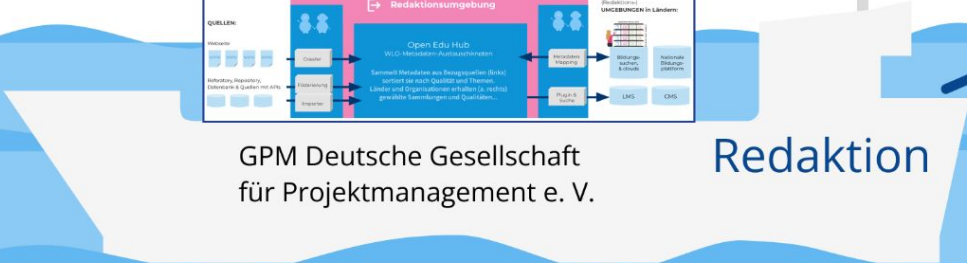 (Redaktions-)
Redaktionsumgebung
UMGEBUNGEN in Ländern:
QUELLEN:
Webseite
Open Edu Hub
WLO-Metadaten-Austauschknoten
Crawler
Metadaten
Mapping
Bildungs-
suchen,
& clouds
Nationale
Bildungs-
plattform
Sammelt Metadaten aus Bezugsquellen (links)
sortiert sie nach Qualität und Themen.
Länder und Organisationen erhalten (a. rechts)
gewählte Sammlungen und Qualitäten...
Referatory, Repository,
Datenbank & Quellen mit APIs
Föderierung
Importer
Plugin &
Suche
LMS
CMS
GPM Deutsche Gesellschaft
für Projektmanagement e. V.
Redaktion